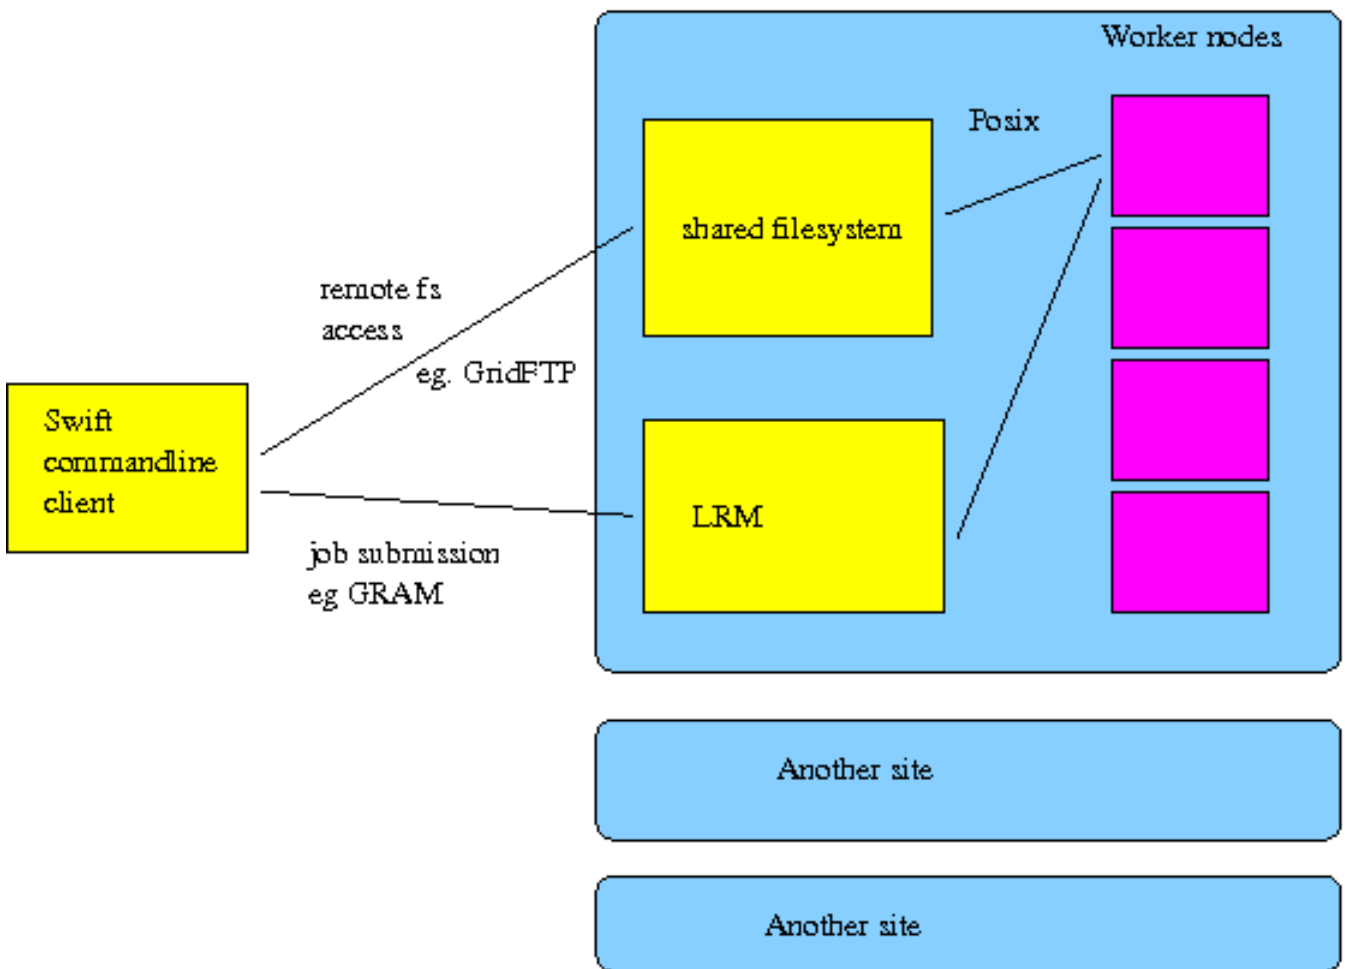 Worker nodes
Posix
shared filesystem
remote fs
access
eg. GridFTP
Swift
commandline
client
LRM
job submission
eg GRAM
Another site
Another site